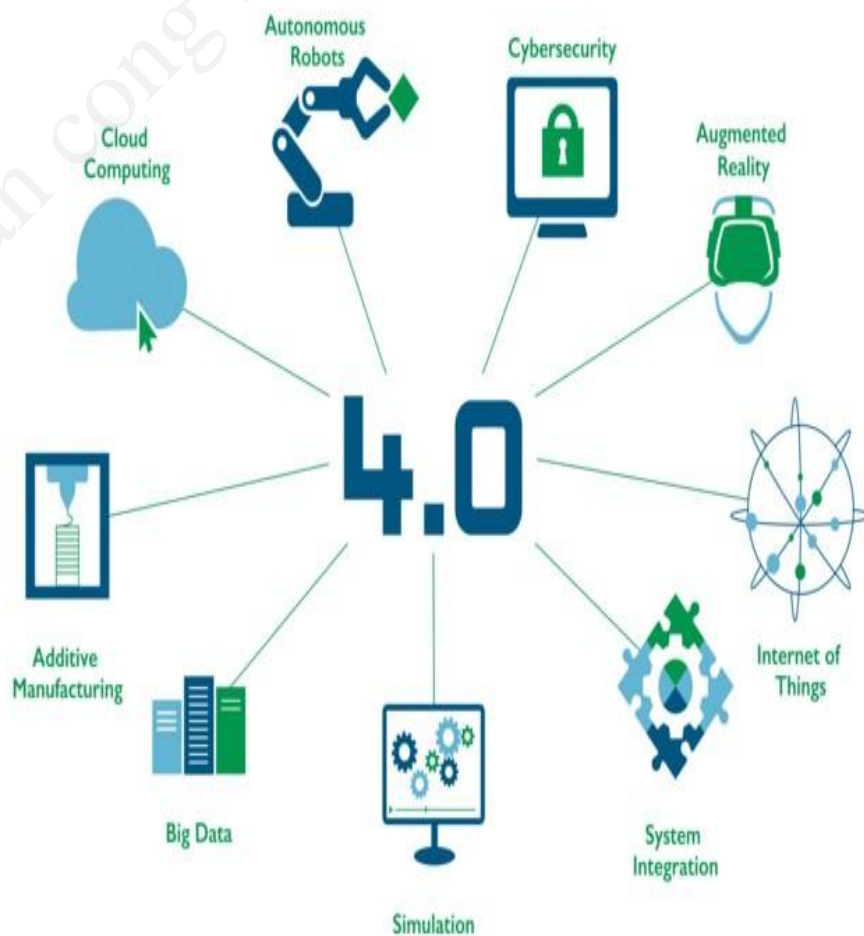 Autonomous
Robots
Cybersecurity
Cloud
Computing
Augmented
Reality
4.0
Additive
Manufacturing
Internet of
Things
Big Data
System
Integration
Simulation
cong